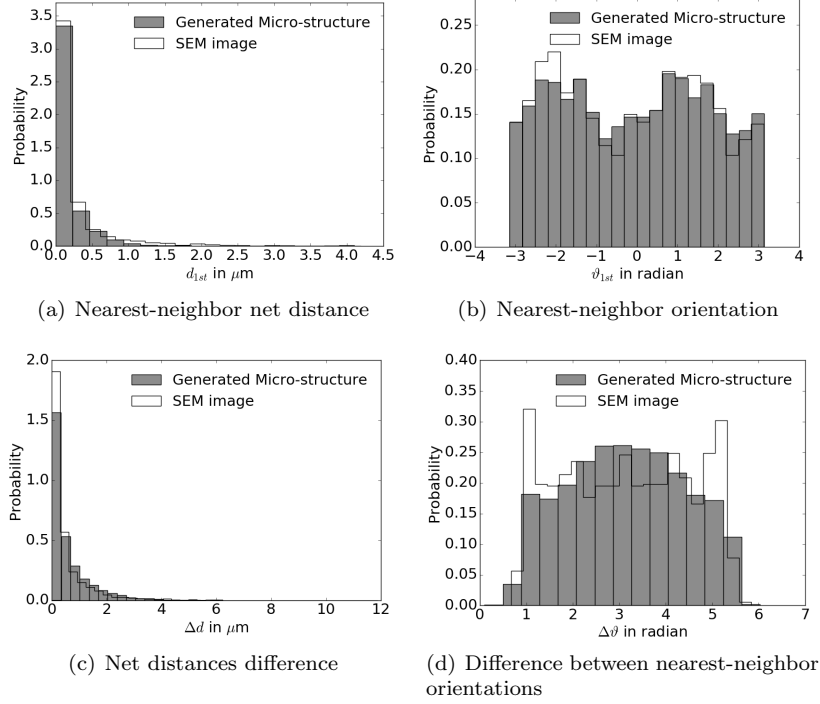 3.5
3.0
2.5
2.0
1.5
1.0
0.5
0.0
Probability
Generated Micro-structure
SEM image
0.0 0.5 1.0 1.5 2.0 2.5 3.0 3.5 4.0 4.5
d1st in μm
(a) Nearest-neighbor net distance
0.25
0.20
0.15
0.10
0.05
0.00
Probability
Generated Micro-structure
SEM image
−4 −3 −2 −1 0 1 2 3 4
ϑ1st in radian
(b) Nearest-neighbor orientation
2.0
1.5
1.0
0.5
0.0
Probability
Generated Micro-structure
SEM image
0 2 4 6 8 10 12
Δd in μm
(c) Net distances difference
0.40
0.35
0.30
0.25
0.20
0.15
0.10
0.05
0.00
Probability
Generated Micro-structure
SEM image
0 1 2 3 4 5 6 7
Δϑ in radian
(d) Difference between nearest-neighbor
orientations